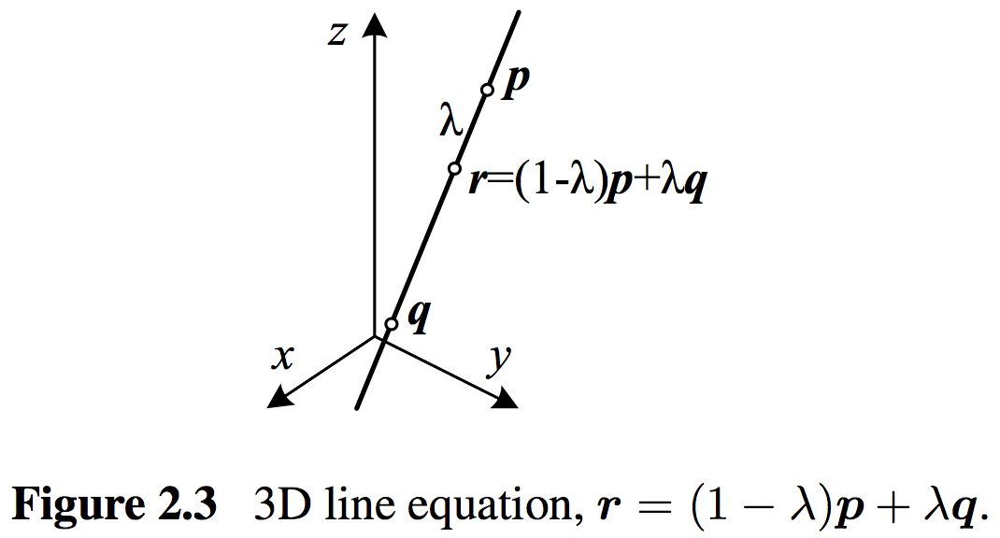 z
p
λ
r=(1-λ)p+λq
q
x
y
Figure 2.3 3D line equation, r = (1 − λ)p + λq.